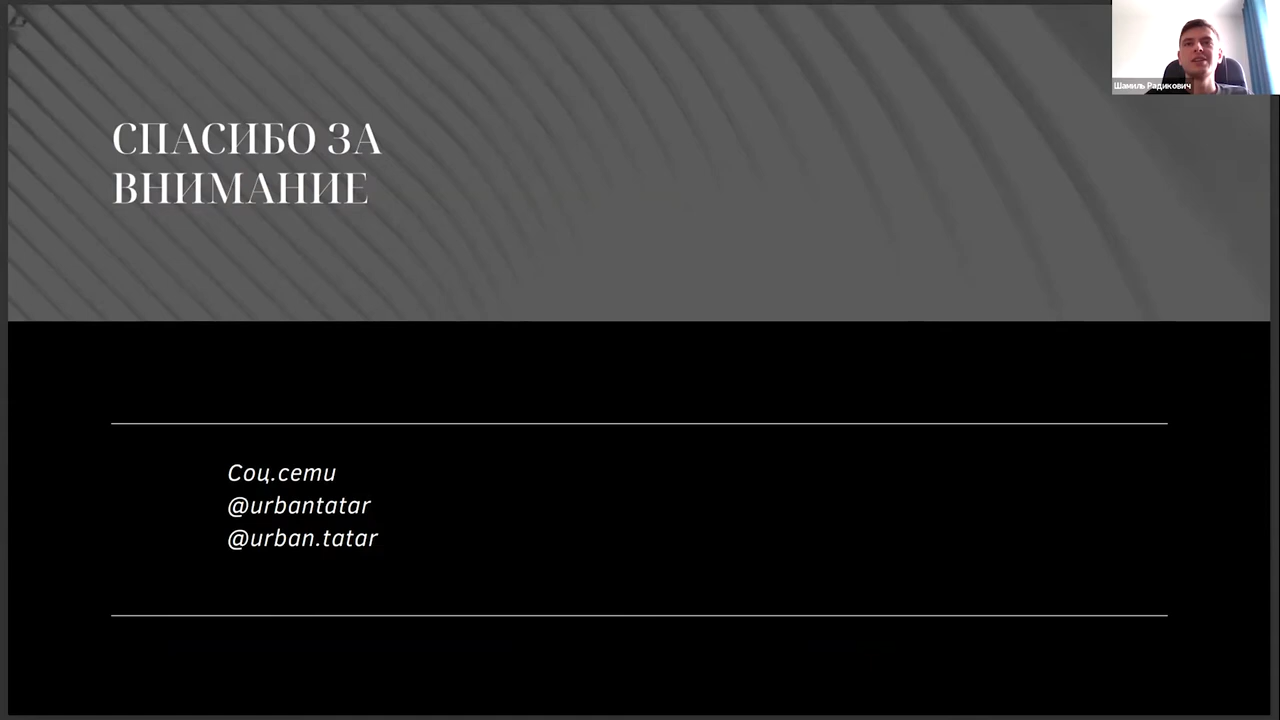 СПАСИБО ЗА
ВНИМАНИЕ
Шамиль Радикович
Соц.сети
@urbantatar
@urban.tatar